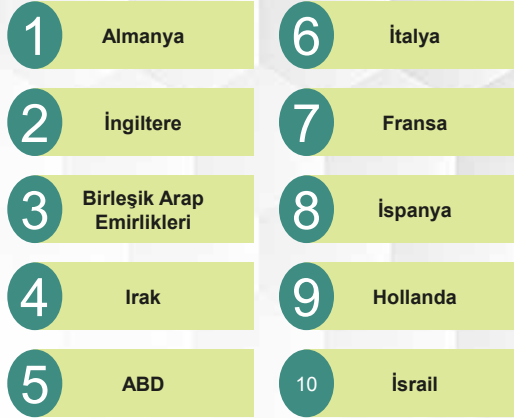 1 Almanya
2 İngiltere
3 Birleşik Arap
Emirlikleri
4 Irak
5 ABD
6 İtalya
7 Fransa
8 İspanya
9 Hollanda
10 İsrail